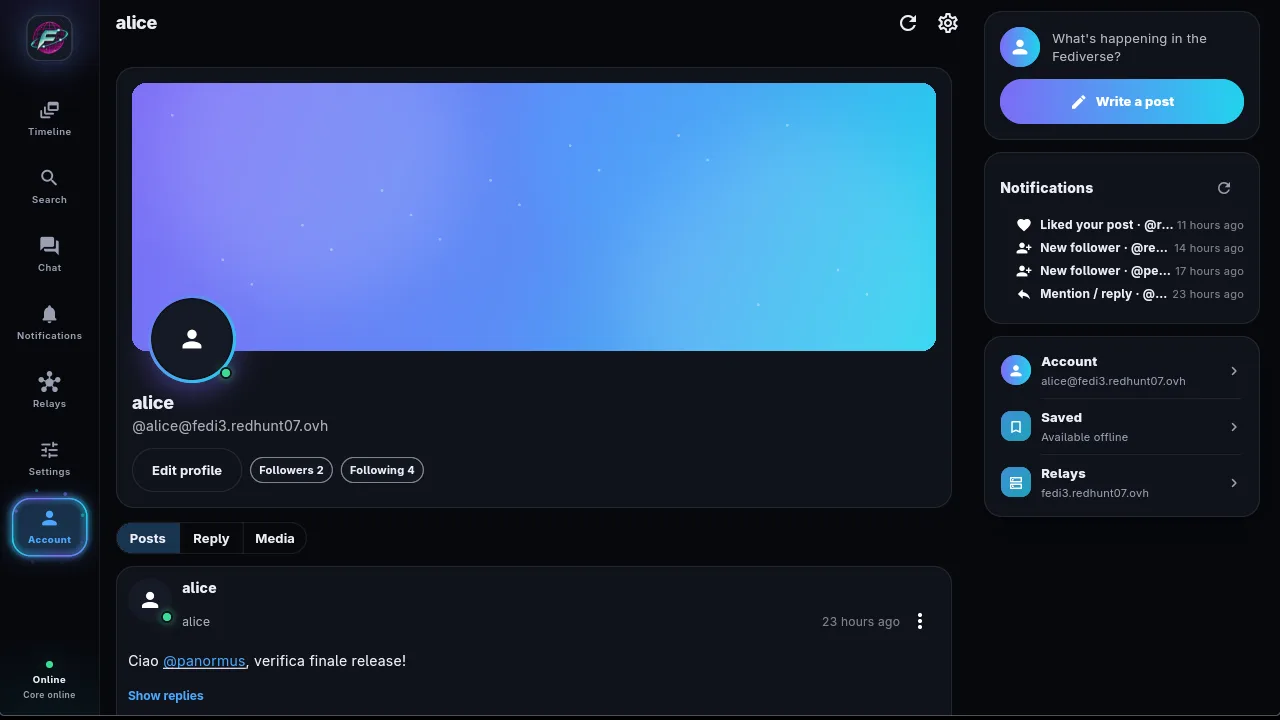 alice
Timeline
Search
Chat
Notifications
Relays
Settings
Account
Online
Core online
alice
@alice@fedi3.redhunt07.ovh
Edit profile
Followers 2
Following 4
Posts
Reply
Media
alice
alice
23 hours ago
Ciao @panormus, verifica finale release!
Show replies
What's happening in the
Fediverse?
Write a post
Notifications
Liked your post · @r... 11 hours ago
New follower · @re... 14 hours ago
New follower · @pe... 17 hours ago
Mention / reply · @... 23 hours ago
Account
alice@fedi3.redhunt07.ovh
Saved
Available offline
Relays
fedi3.redhunt07.ovh